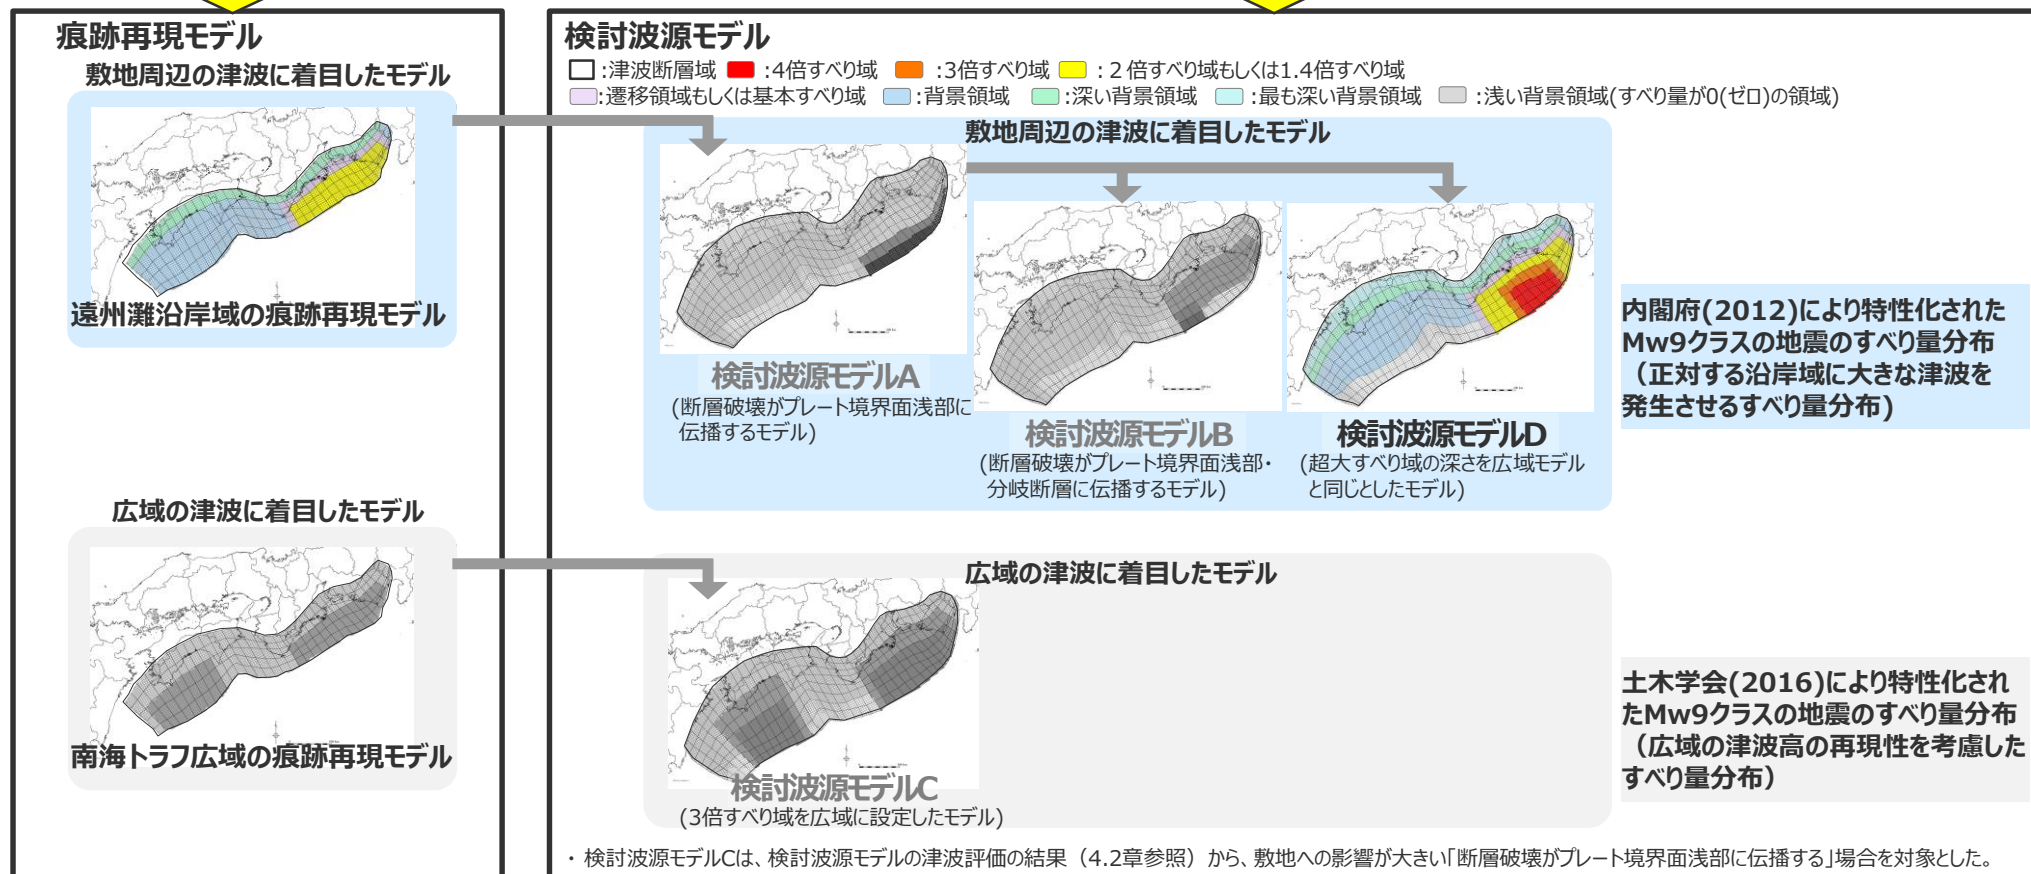 痕跡再現モデル
敷地周辺の津波に着目したモデル
遠州灘沿岸域の痕跡再現モデル
広域の津波に着目したモデル
南海トラフ広域の痕跡再現モデル
検討波源モデル
:津波断層域 :4倍すべり域 :3倍すべり域 :２倍すべり域もしくは1.4倍すべり域
:遷移領域もしくは基本すべり域 :背景領域 :深い背景領域 :最も深い背景領域 :浅い背景領域(すべり量が0(ゼロ)の領域)
敷地周辺の津波に着目したモデル
検討波源モデルA
(断層破壊がプレート境界面浅部に
伝播するモデル)
検討波源モデルB
(断層破壊がプレート境界面浅部・
分岐断層に伝播するモデル)
検討波源モデルD
(超大すべり域の深さを広域モデル
と同じとしたモデル)
内閣府(2012)により特性化された
Mw9クラスの地震のすべり量分布
（正対する沿岸域に大きな津波を
発生させるすべり量分布)
広域の津波に着目したモデル
検討波源モデルC
(3倍すべり域を広域に設定したモデル)
土木学会(2016)により特性化され
たMw9クラスの地震のすべり量分布
（広域の津波高の再現性を考慮した
すべり量分布）
・検討波源モデルCは、検討波源モデルの津波評価の結果（4.2章参照）から、敷地への影響が大きい「断層破壊がプレート境界面浅部に伝播する」場合を対象とした。